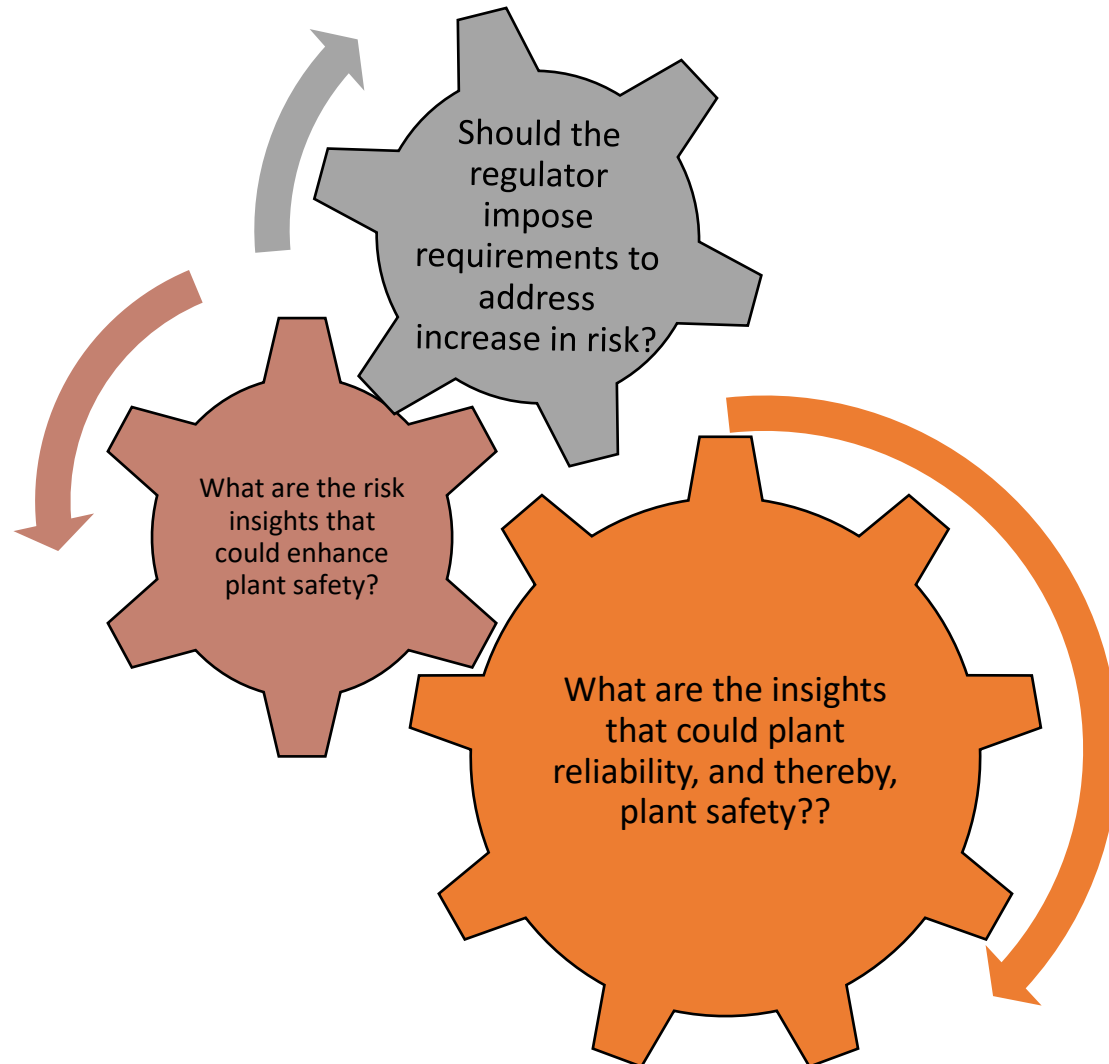 Should the
regulator
impose
requirements to
address
increase in risk?
What are the risk
insights that
could enhance
plant safety?
What are the insights
that could plant
reliability, and thereby,
plant safety??